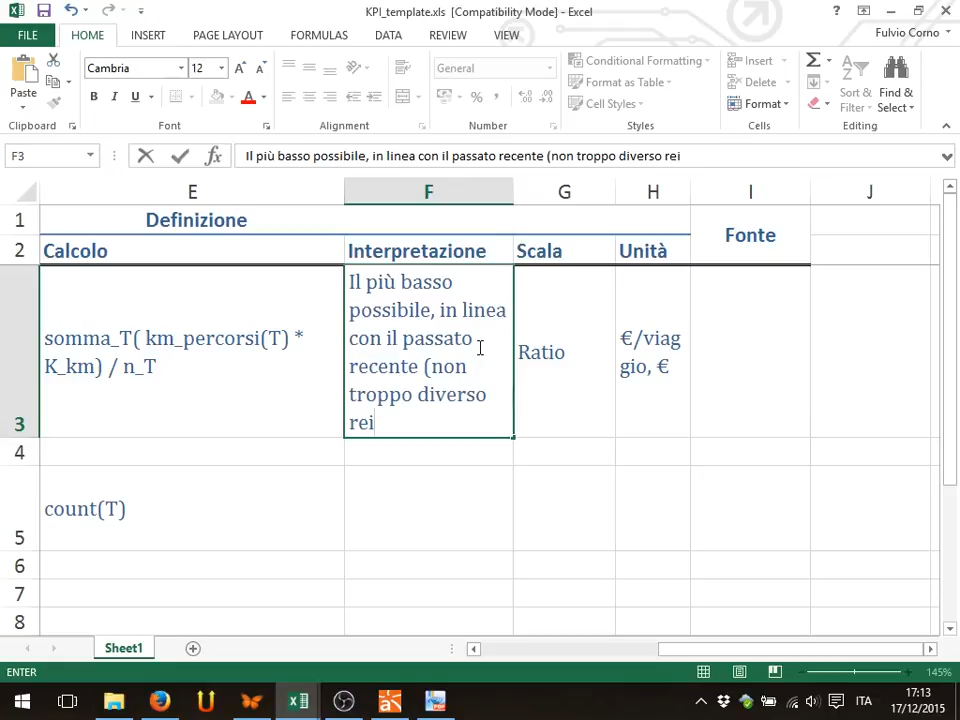 KPI_template.xls [Compatibility Mode] - Excel
FILE HOME INSERT PAGE LAYOUT FORMULAS DATA REVIEW VIEW
Fulvio Corno
Paste
Cambria 12
B I U
General
Conditional Formatting
Format as Table
Cell Styles
Insert
Delete
Format
Sort & Filter
Find & Select
Clipboard Font Alignment Number Styles Cells Editing
F3 Il più basso possibile, in linea con il passato recente (non troppo diverso rei
E F G H I J
1 Definizione
Fonte
2 Calcolo Interpretazione Scala Unità
3
somma_T( km_percorsi(T) *
K_km) / n_T
Il più basso
possibile, in linea
con il passato
recente (non
troppo diverso
rei
Ratio
€/viag
gio, €
4
5 count(T)
6
7
8
Sheet1
ENTER 145%
ITA
17:13
17/12/2015